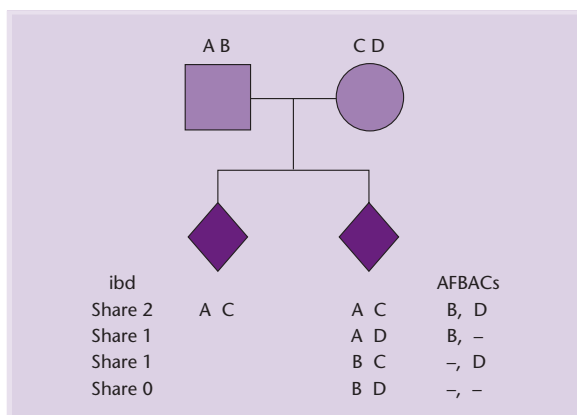 A B C D
ibd AFBACs
Share 2 A C A C B, D
Share 1 A D B, –
Share 1 B C –, D
Share 0 B D –, –